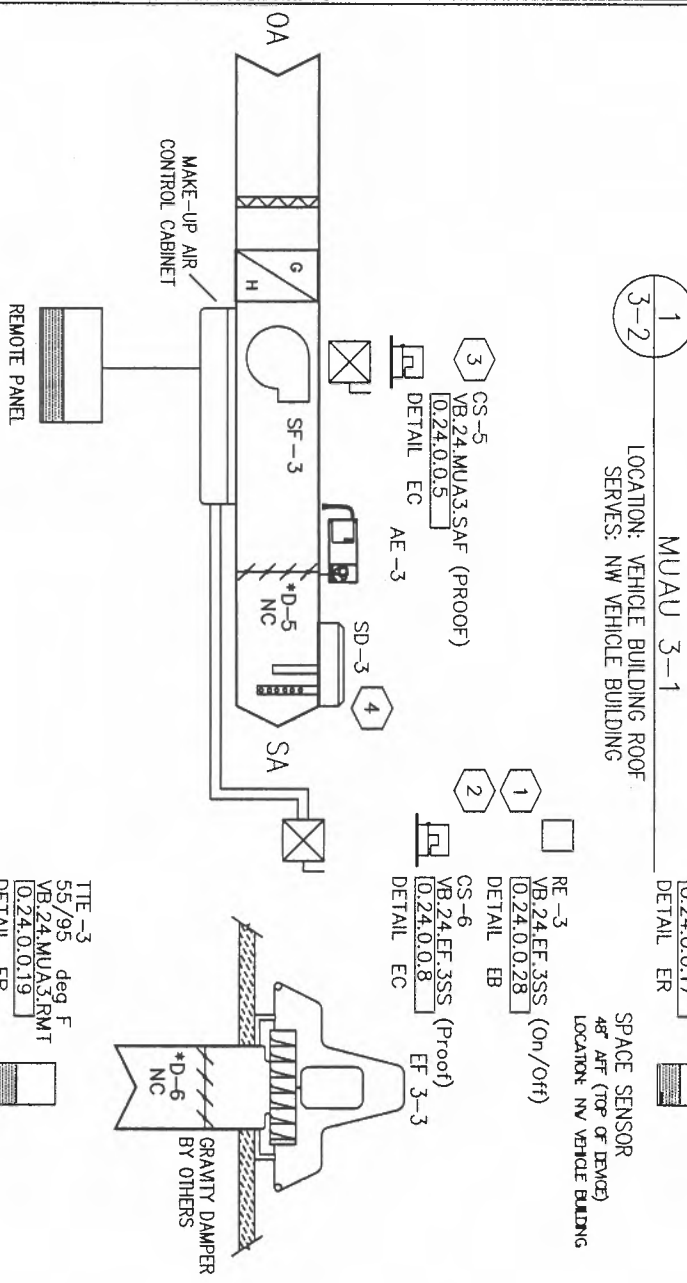 1
3-2
MUAU 3-1
LOCATION: VEHICLE BUILDING ROOF
SERVES: NW VEHICLE BUILDING
DETAIL ER
SPACE SENSOR
48" AFF (TOP OF DEVICE)
LOCATION: NW VEHICLE BUILDING
3
CS-5
VB.24.MUA3.SAF (PROOF)
0.24.0.0.5
DETAIL EC
1
RE-3
VB.24.EF.3SS (On/Off)
0.24.0.0.28
DETAIL EB
2
CS-6
VB.24.EF.3SS (Proof)
0.24.0.0.8
DETAIL EC
AE-3
SD-3
4
OA
G
H
SF-3
*D-5
NC
SA
MAKE-UP AIR
CONTROL CABINET
REMOTE PANEL
EF 3-3
*D-6
NC
GRAVITY DAMPER
BY OTHERS
TTE-3
55/95 deg F
VB.24.MUA3.RMT
0.24.0.0.19